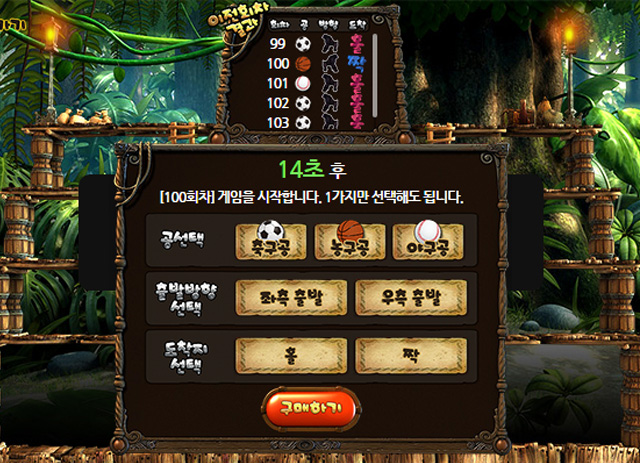 하기
이전회차
결과
회차 공 방향 도착
99 홀
100 짝
101 홀
102 홀
103 홀
14초 후
[100회차] 게임을 시작합니다. 1가지만 선택해도 됩니다.
공선택 축구공 농구공 야구공
출발방향
선택
좌측 출발 우측 출발
도착지
선택
홀 짝
구매하기